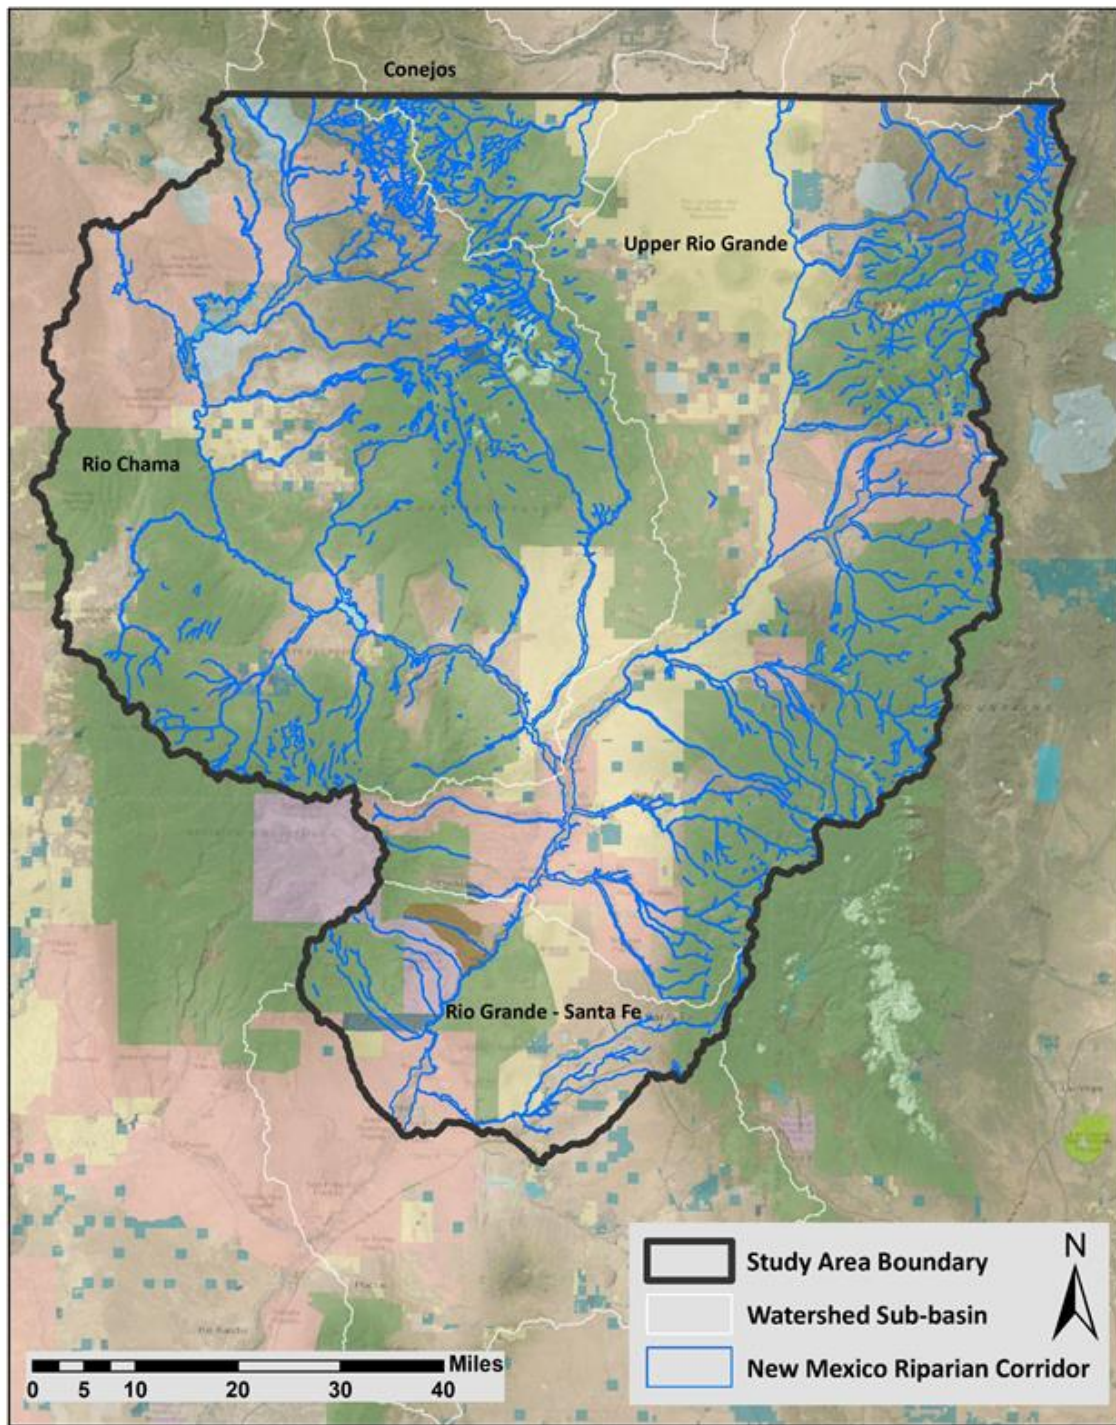 Conejos
Upper Rio Grande
Rio Chama
Rio Grande - Santa Fe
N
Study Area Boundary
Watershed Sub-basin
New Mexico Riparian Corridor
Miles
0 5 10 20 30 40